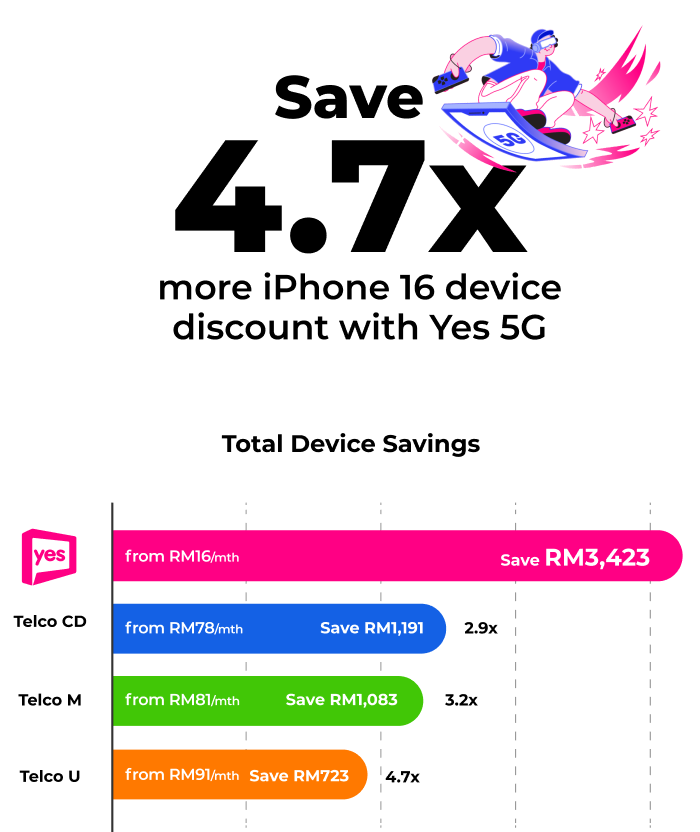 Save
4.7x
more iPhone 16 device
discount with Yes 5G
5G
Total Device Savings
yes
from RM16/mth Save RM3,423
Telco CD from RM78/mth Save RM1,191 2.9x
Telco M from RM81/mth Save RM1,083 3.2x
Telco U from RM91/mth Save RM723 4.7x